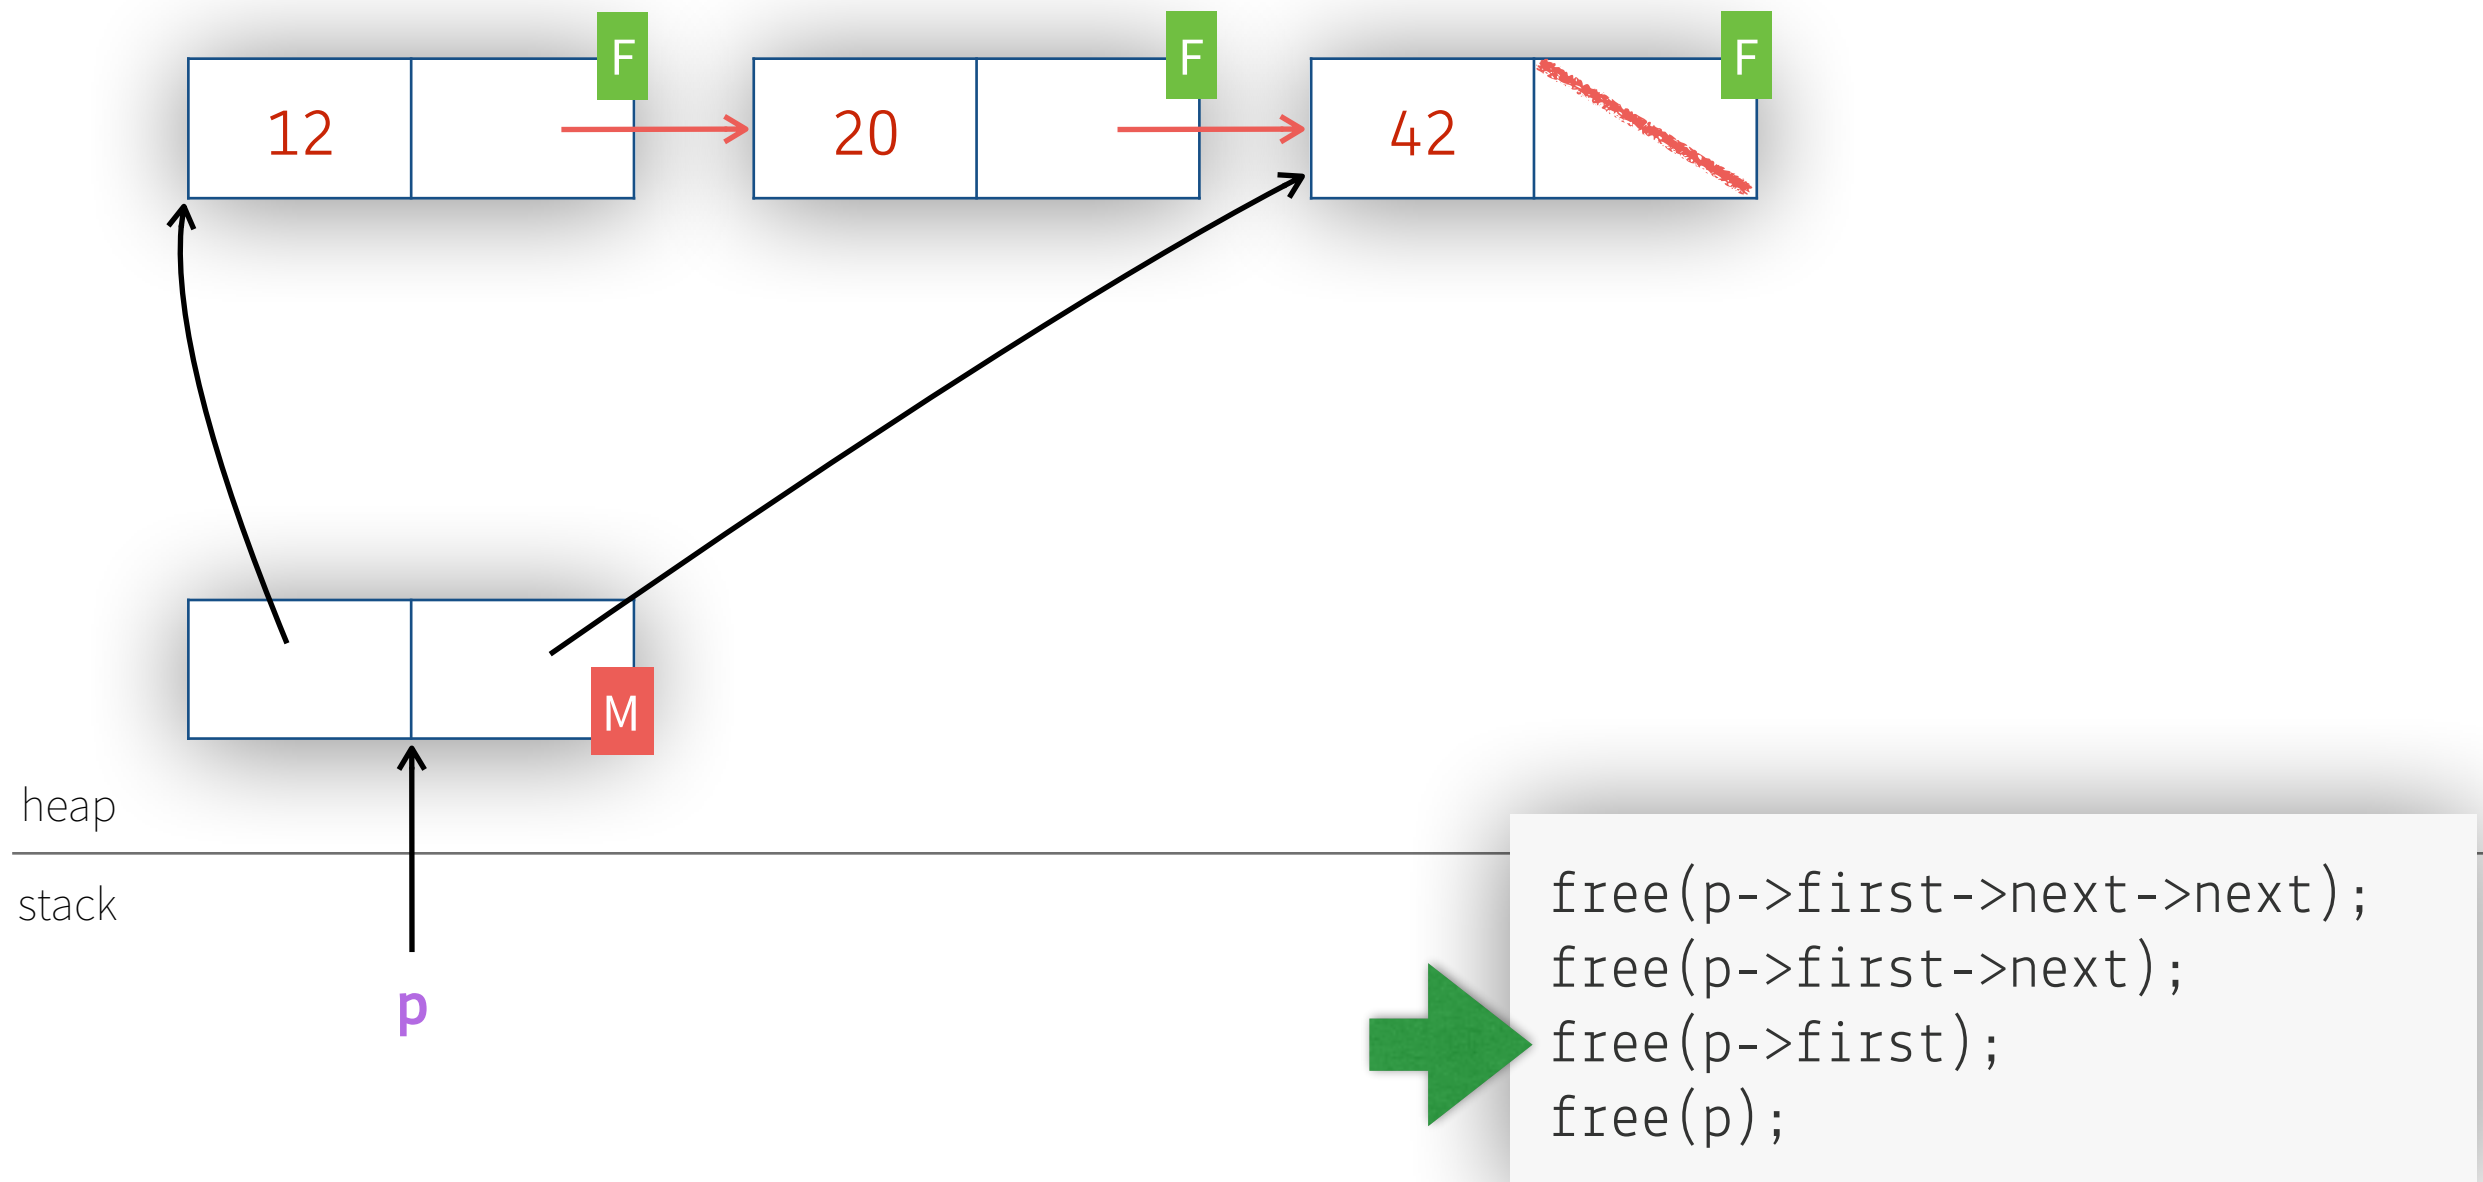 F F F
12 20 42
M
heap
stack
p
free(p->first->next->next);
free(p->first->next);
free(p->first);
free(p);